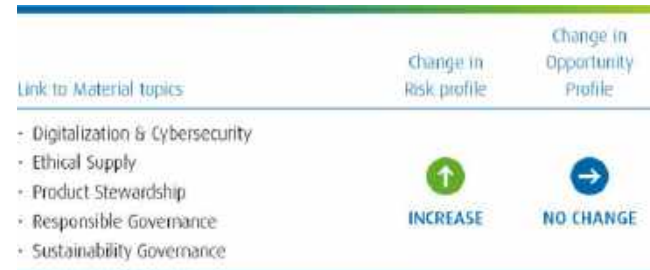 Change in
Change in Opportunity
Link to Material topics Risk profile Profile
· Digitalization & Cybersecurity
· Ethical Supply
· Product Stewardship
· Responsible Governance INCREASE NO CHANGE
· Sustainability Governance